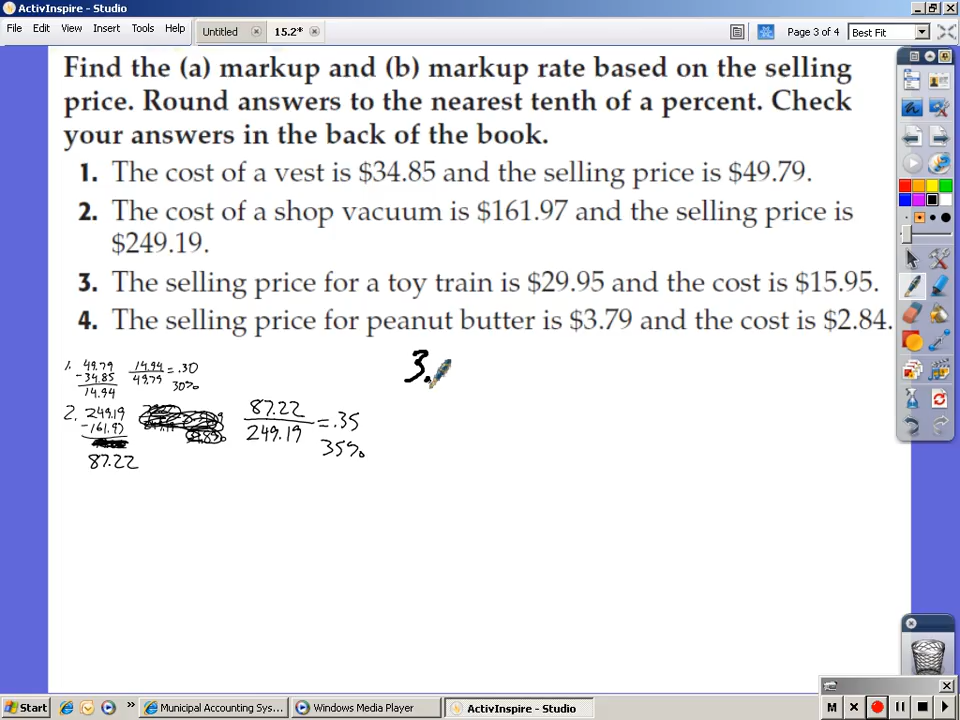 ActivInspire - Studio
File Edit View Insert Tools Help
Untitled
15.2*
Page 3 of 4
Best Fit
Find the (a) markup and (b) markup rate based on the selling
price. Round answers to the nearest tenth of a percent. Check
your answers in the back of the book.
1. The cost of a vest is $34.85 and the selling price is $49.79.
2. The cost of a shop vacuum is $161.97 and the selling price is
$249.19.
3. The selling price for a toy train is $29.95 and the cost is $15.95.
4. The selling price for peanut butter is $3.79 and the cost is $2.84.
1. 49.79
-34.85
14.94
14.94
49.79
=.30
30%
2. 249.19
-161.97
87.22
87.22
249.19
=.35
35%
3.
Start
Municipal Accounting Sys...
Windows Media Player
ActivInspire - Studio
M